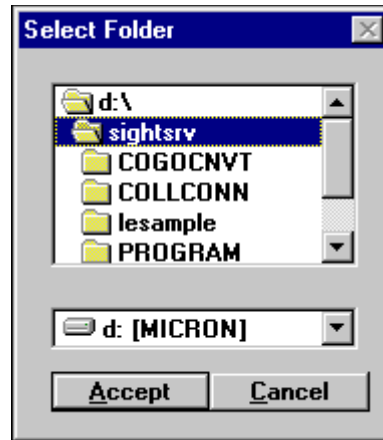 Select Folder
d:\
sightsrv
COGOCNVT
COLLCONN
lesample
PROGRAM
d: [MICRON]
Accept Cancel